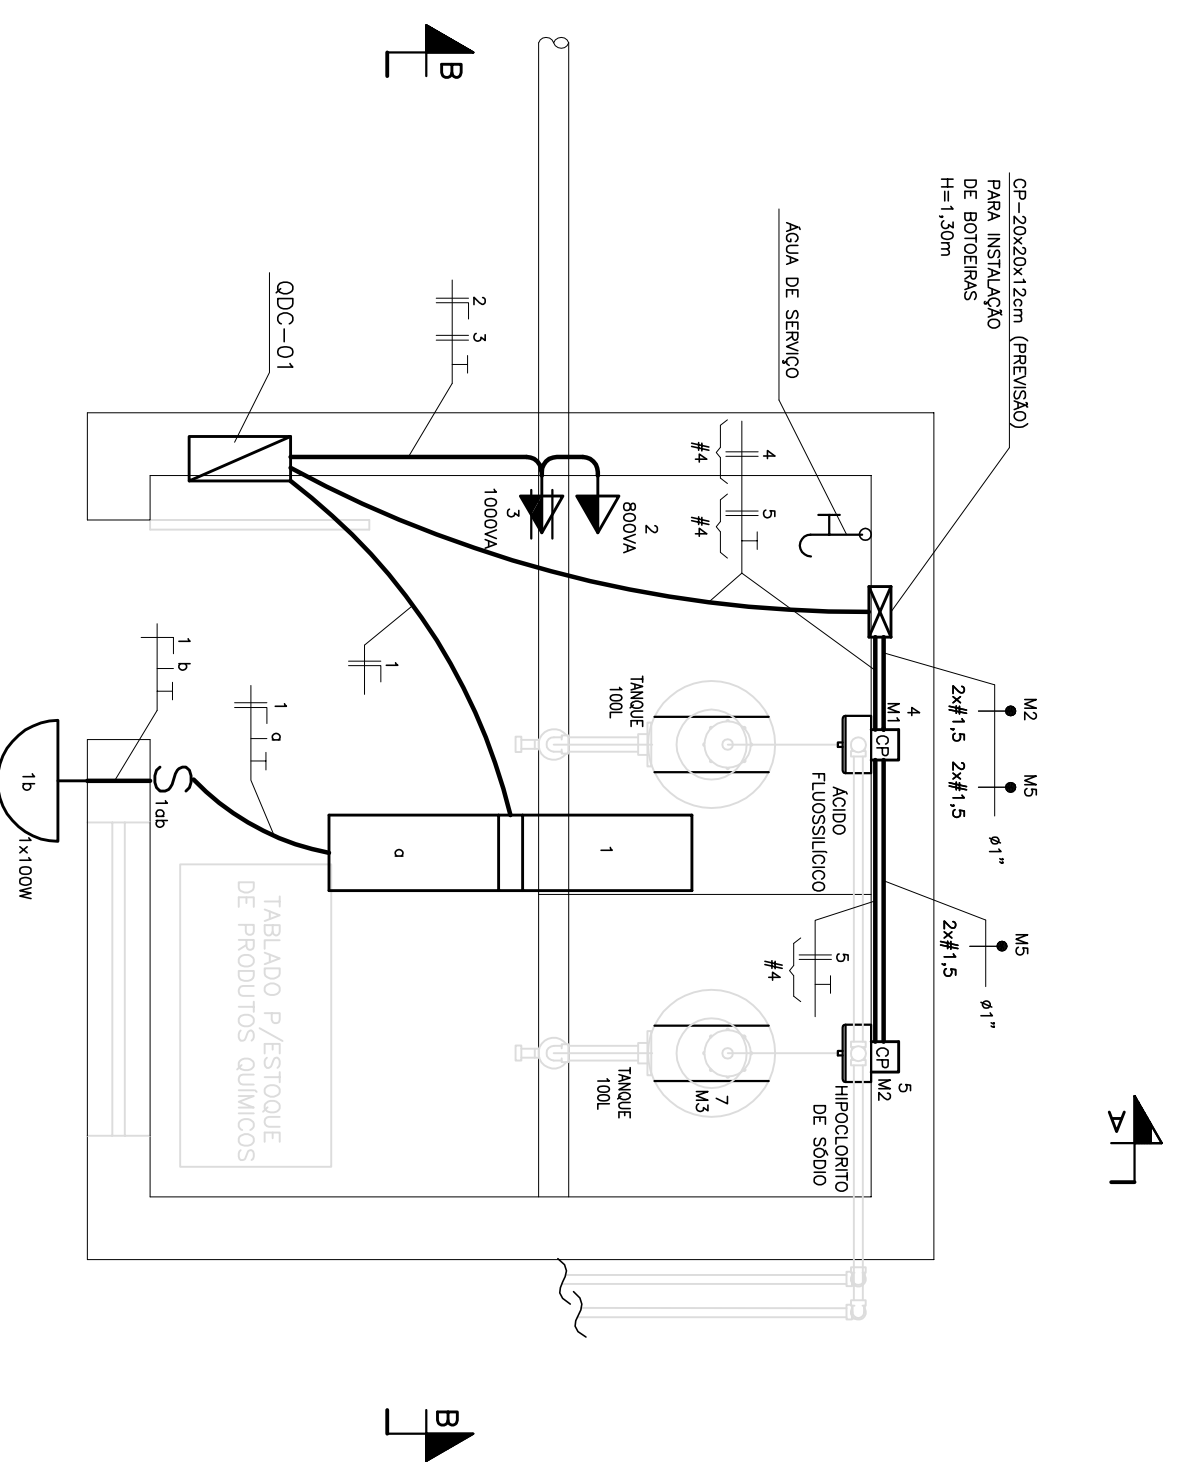 B
CP-20x20x12cm (PREVISÃO)
PARA INSTALAÇÃO
DE BOTOEIRAS
H=1,30m
ÁGUA DE SERVIÇO
QDC-01
2
3
4
#4
5
#4
2
800VA
3
1000VA
1
1
b
1
a
1ab
1b
1x100W
a
1
TANQUE
100L
ÁCIDO
FLUOSSILÍCICO
4
M1
CP
M2
2x#1,5
M5
2x#1,5
ø1"
M5
2x#1,5
ø1"
5
#4
TABLADO P/ESTOQUE
DE PRODUTOS QUÍMICOS
TANQUE
100L
7
M3
HIPOCLORITO
DE SÓDIO
CP
5
M2
A
B